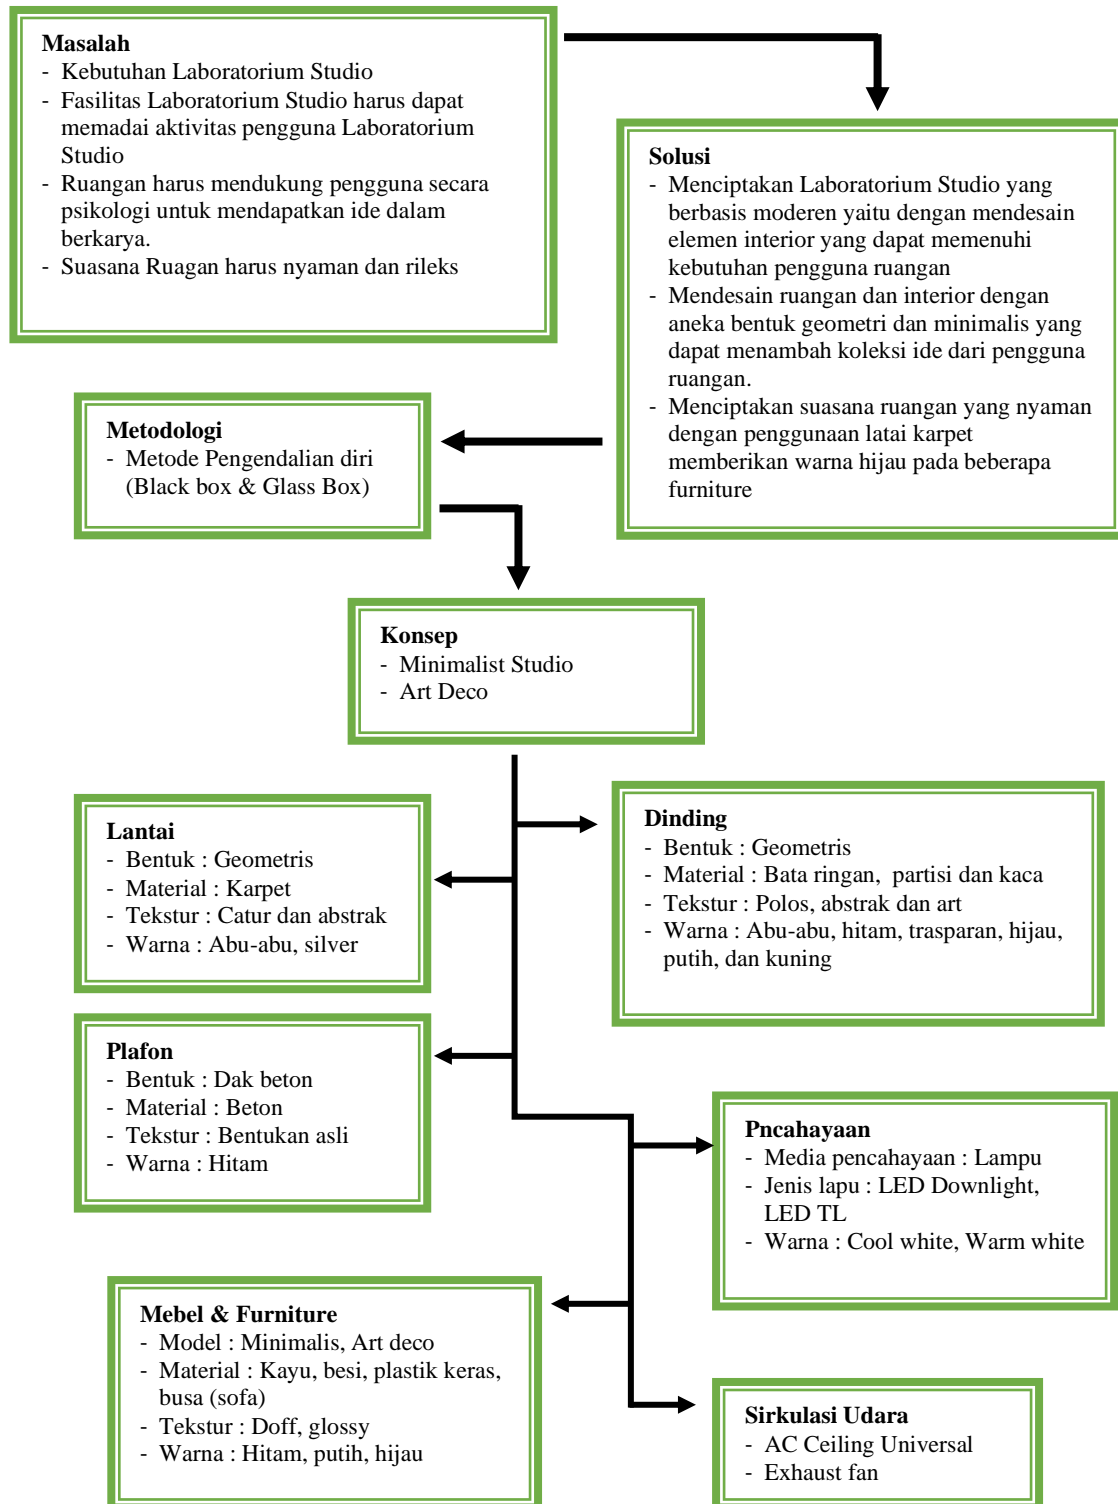 Masalah
- Kebutuhan Laboratorium Studio
- Fasilitas Laboratorium Studio harus dapat
memadai aktivitas pengguna Laboratorium
Studio
- Ruangan harus mendukung pengguna secara
psikologi untuk mendapatkan ide dalam
berkarya.
- Suasana Ruagan harus nyaman dan rileks
Solusi
- Menciptakan Laboratorium Studio yang
berbasis moderen yaitu dengan mendesain
elemen interior yang dapat memenuhi
kebutuhan pengguna ruangan
- Mendesain ruangan dan interior dengan
aneka bentuk geometri dan minimalis yang
dapat menambah koleksi ide dari pengguna
ruangan.
- Menciptakan suasana ruangan yang nyaman
dengan penggunaan latai karpet
memberikan warna hijau pada beberapa
furniture
Metodologi
- Metode Pengendalian diri
(Black box & Glass Box)
Konsep
- Minimalist Studio
- Art Deco
Lantai
- Bentuk : Geometris
- Material : Karpet
- Tekstur : Catur dan abstrak
- Warna : Abu-abu, silver
Dinding
- Bentuk : Geometris
- Material : Bata ringan, partisi dan kaca
- Tekstur : Polos, abstrak dan art
- Warna : Abu-abu, hitam, trasparan, hijau,
putih, dan kuning
Plafon
- Bentuk : Dak beton
- Material : Beton
- Tekstur : Bentukan asli
- Warna : Hitam
Pncahayaan
- Media pencahayaan : Lampu
- Jenis lapu : LED Downlight,
LED TL
- Warna : Cool white, Warm white
Mebel & Furniture
- Model : Minimalis, Art deco
- Material : Kayu, besi, plastik keras,
busa (sofa)
- Tekstur : Doff, glossy
- Warna : Hitam, putih, hijau
Sirkulasi Udara
- AC Ceiling Universal
- Exhaust fan